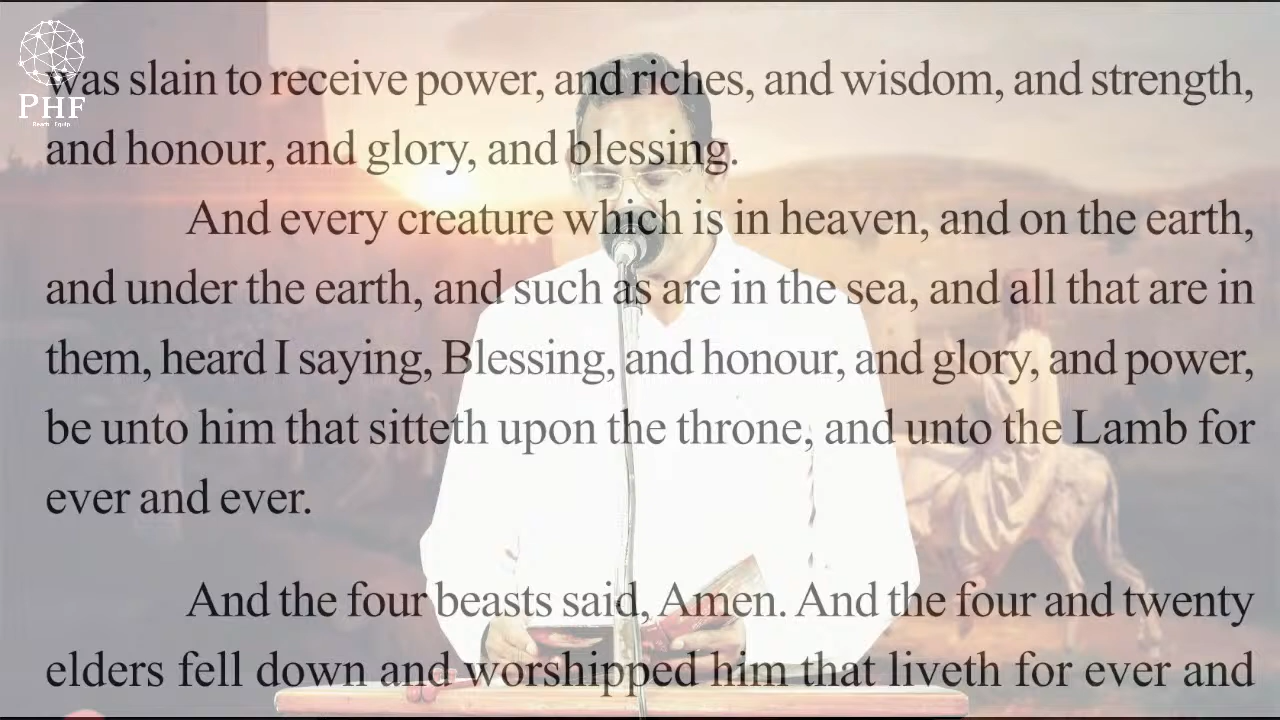 was slain to receive power, and riches, and wisdom, and strength,
PHF
Reach Equip
and honour, and glory, and blessing.
And every creature which is in heaven, and on the earth,
and under the earth, and such as are in the sea, and all that are in
them, heard I saying, Blessing, and honour, and glory, and power,
be unto him that sitteth upon the throne, and unto the Lamb for
ever and ever.
And the four beasts said, Amen. And the four and twenty
elders fell down and worshipped him that liveth for ever and